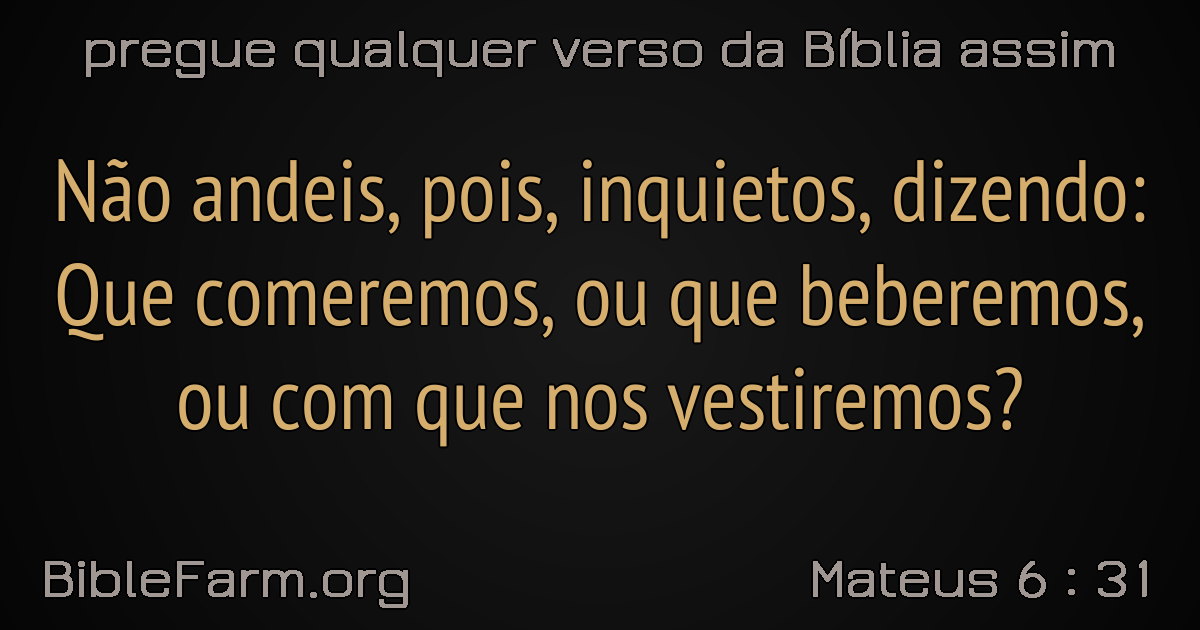 pregue qualquer verso da Bíblia assim
Não andeis, pois, inquietos, dizendo:
Que comeremos, ou que beberemos,
ou com que nos vestiremos?
BibleFarm.org
Mateus 6 : 31